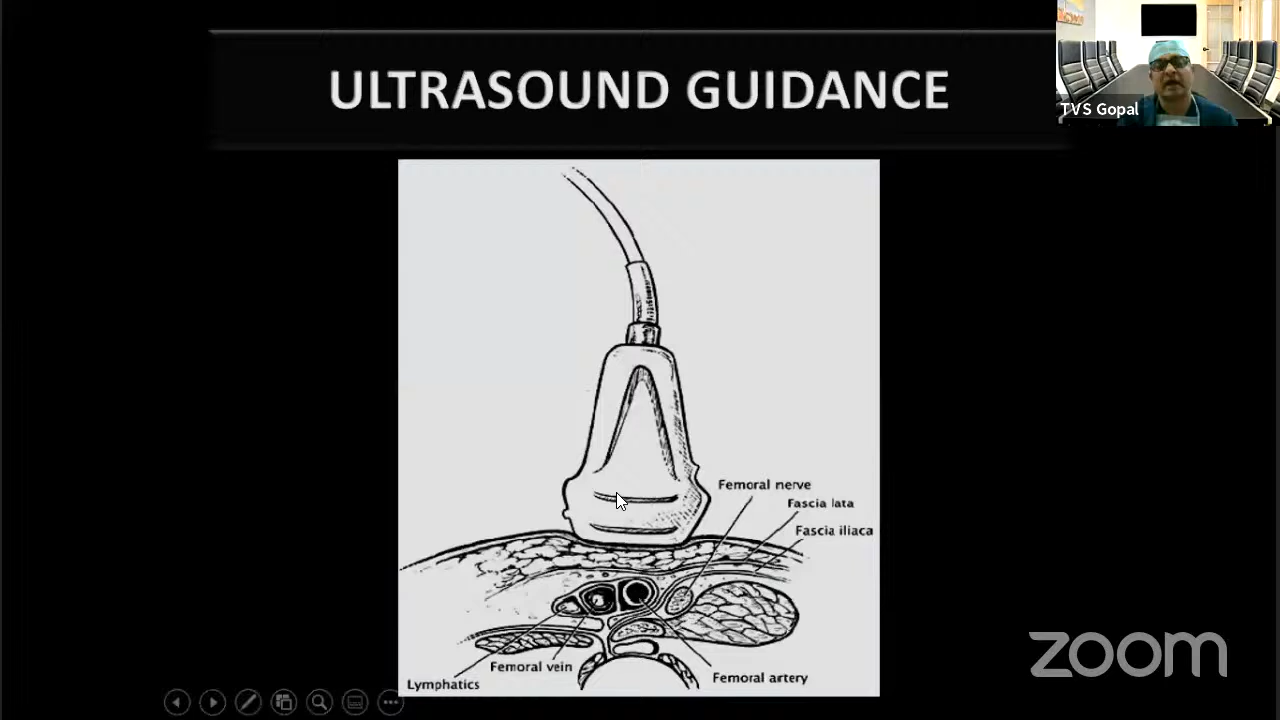 ULTRASOUND GUIDANCE
TVS Gopal
Femoral nerve
Fascia lata
Fascia iliaca
Femoral vein
Lymphatics
Femoral artery
zoom